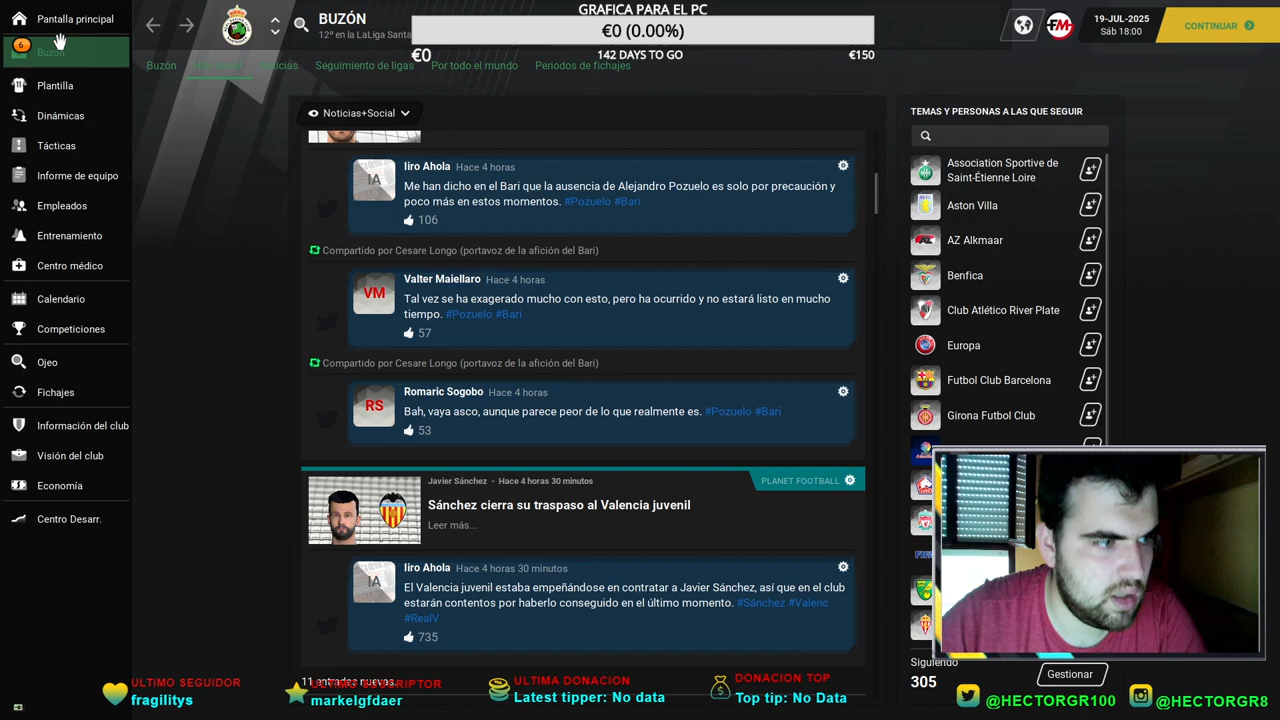 Pantalla principal
BUZÓN
12º en la LaLiga Santa
GRAFICA PARA EL PC
€0 (0.00%)
€0
142 DAYS TO GO
€150
19-JUL-2025
Sáb 18:00
FM
CONTINUAR
6
Buzón
Buzón
Noticias
Seguimiento de ligas
Por todo el mundo
Periodos de fichajes
Plantilla
Dinámicas
Tácticas
Informe de equipo
Empleados
Entrenamiento
Centro médico
Calendario
Competiciones
Ojeo
Fichajes
Información del club
Visión del club
Economía
Centro Desarr.
Noticias+Social
IA
Iiro Ahola Hace 4 horas
Me han dicho en el Bari que la ausencia de Alejandro Pozuelo es solo por precaución y
poco más en estos momentos. #Pozuelo #Bari
106
Compartido por Cesare Longo (portavoz de la afición del Bari)
VM
Valter Maiellaro Hace 4 horas
Tal vez se ha exagerado mucho con esto, pero ha ocurrido y no estará listo en mucho
tiempo. #Pozuelo #Bari
57
Compartido por Cesare Longo (portavoz de la afición del Bari)
RS
Romaric Sogobo Hace 4 horas
Bah, vaya asco, aunque parece peor de lo que realmente es. #Pozuelo #Bari
53
Javier Sánchez - Hace 4 horas 30 minutos
PLANET FOOTBALL
Sánchez cierra su traspaso al Valencia juvenil
Leer más...
IA
Iiro Ahola Hace 4 horas 30 minutos
El Valencia juvenil estaba empeñándose en contratar a Javier Sánchez, así que en el club
estarán contentos por haberlo conseguido en el último momento. #Sánchez #Valenc
#RealV
735
11 entradas nuevas.
TEMAS Y PERSONAS A LAS QUE SEGUIR
Association Sportive de
Saint-Étienne Loire
Aston Villa
AZ Alkmaar
Benfica
Club Atlético River Plate
Europa
Futbol Club Barcelona
Girona Futbol Club
Siguiendo
305
Gestionar
ULTIMO SEGUIDOR
fragilitys
ULTIMO SUSCRIPTOR
markelgfdaer
ULTIMA DONACION
Latest tipper: No data
DONACION TOP
Top tip: No Data
@HECTORGR100
@HECTORGR8